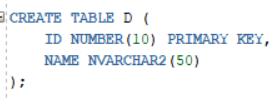 CREATE TABLE D (
ID NUMBER(10) PRIMARY KEY,
NAME NVARCHAR2(50)
);